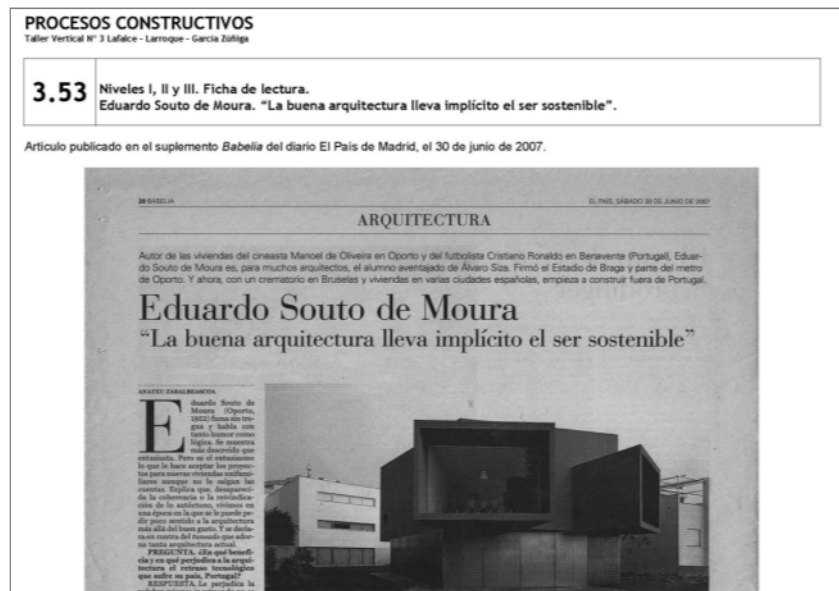 PROCESOS CONSTRUCTIVOS
Taller Vertical N° 3 Lafalce - Larroque - García Zúñiga
3.53
Niveles I, II y III. Ficha de lectura.
Eduardo Souto de Moura. “La buena arquitectura lleva implícito el ser sostenible”.
Artículo publicado en el suplemento Babelia del diario El País de Madrid, el 30 de junio de 2007.
28 BABELIA
EL PAÍS, SÁBADO 30 DE JUNIO DE 2007
ARQUITECTURA
Autor de las viviendas del cineasta Manoel de Oliveira en Oporto y del futbolista Cristiano Ronaldo en Benavente (Portugal), Eduar-
do Souto de Moura es, para muchos arquitectos, el alumno aventajado de Álvaro Siza. Firmó el Estadio de Braga y parte del metro
de Oporto. Y ahora, con un crematorio en Bruselas y viviendas en varias ciudades españolas, empieza a construir fuera de Portugal.
Eduardo Souto de Moura
“La buena arquitectura lleva implícito el ser sostenible”
ANATXU ZABALBEASCOA
Eduardo Souto de
Moura (Oporto,
1952) fuma sin tre-
gua y habla con
tanto humor como
lógica. Se muestra
más descreído que
entusiasta. Pero es el entusiasmo
lo que le hace aceptar los proyec-
tos para nuevas viviendas unifami-
liares aunque no le salgan las
cuentas. Explica que, desapareci-
da la coherencia o la reivindica-
ción de lo autóctono, vivimos en
una época en la que se le puede pe-
dir poco sentido a la arquitectura
más allá del buen gusto. Y se decla-
ra en contra del
que ador-
na tanta arquitectura actual.
PREGUNTA. ¿En qué benefi-
cia y en qué perjudica a la arqui-
tectura el retraso tecnológico
que sufre su país, Portugal?
RESPUESTA. Le perjudica la